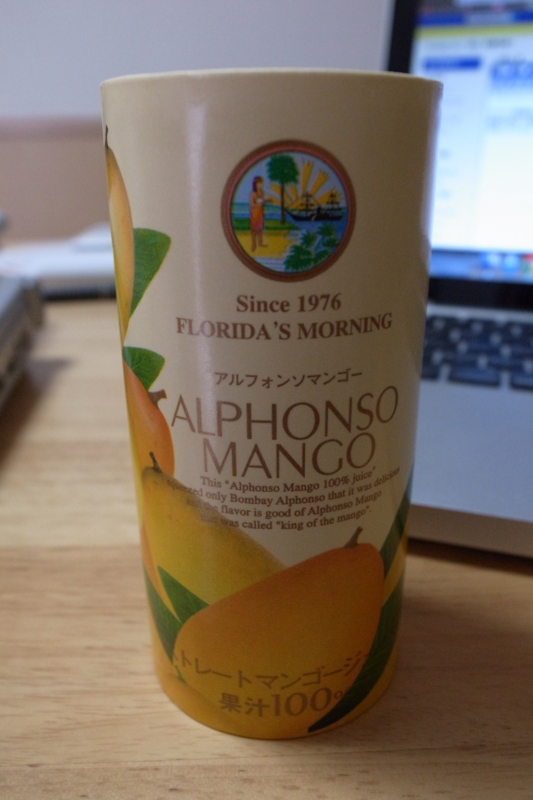 Since 1976
FLORIDA'S MORNING
アルフォンソマンゴー
ALPHONSO
MANGO
This "Alphonso Mango 100% juice"
only Bombay Alphonso that it was delicious
the flavor is good of Alphonso Mango
was called "king of the mango".
トレートマンゴージ
果汁100%